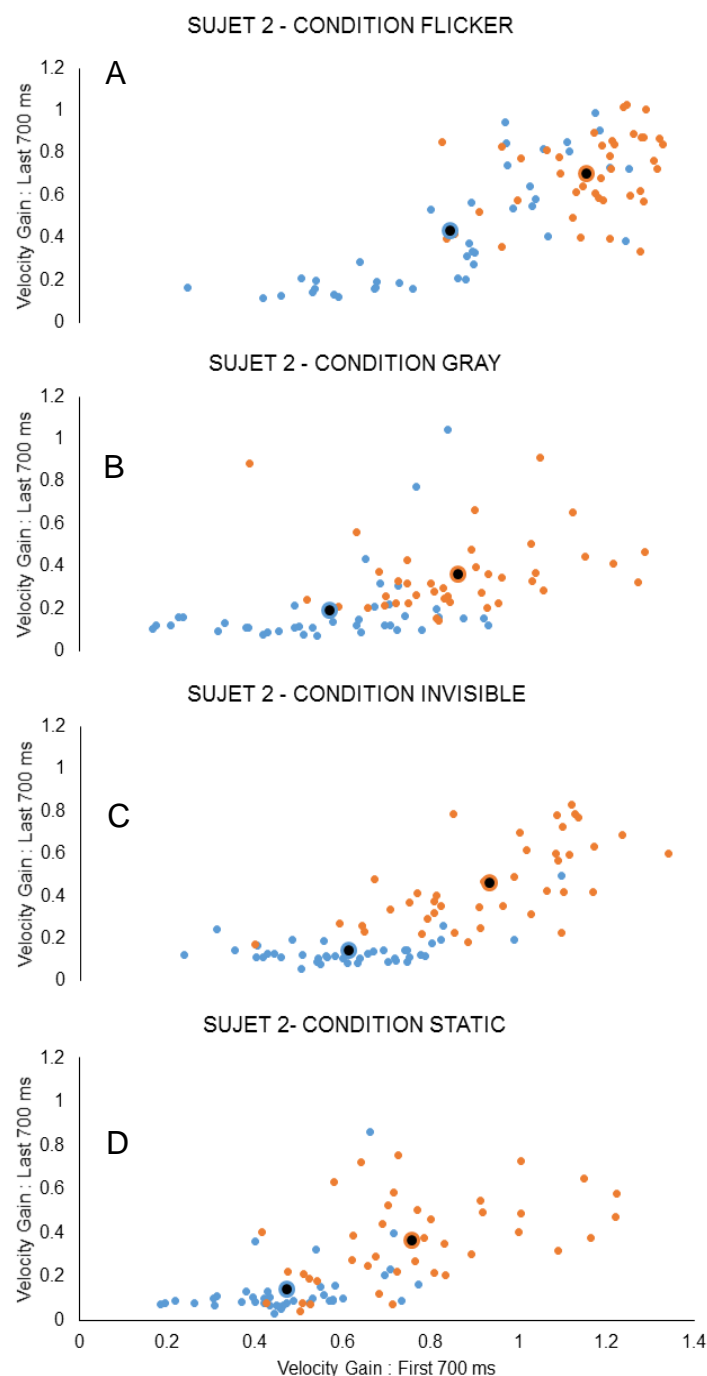 SUJET 2 - CONDITION FLICKER
A
Velocity Gain : Last 700 ms
1.2
1
0.8
0.6
0.4
0.2
0
SUJET 2 - CONDITION GRAY
B
Velocity Gain : Last 700 ms
1.2
1
0.8
0.6
0.4
0.2
0
SUJET 2 - CONDITION INVISIBLE
C
Velocity Gain : Last 700 ms
1.2
1
0.8
0.6
0.4
0.2
0
SUJET 2- CONDITION STATIC
D
Velocity Gain : Last 700 ms
1.2
1
0.8
0.6
0.4
0.2
0
0 0.2 0.4 0.6 0.8 1 1.2 1.4
Velocity Gain : First 700 ms